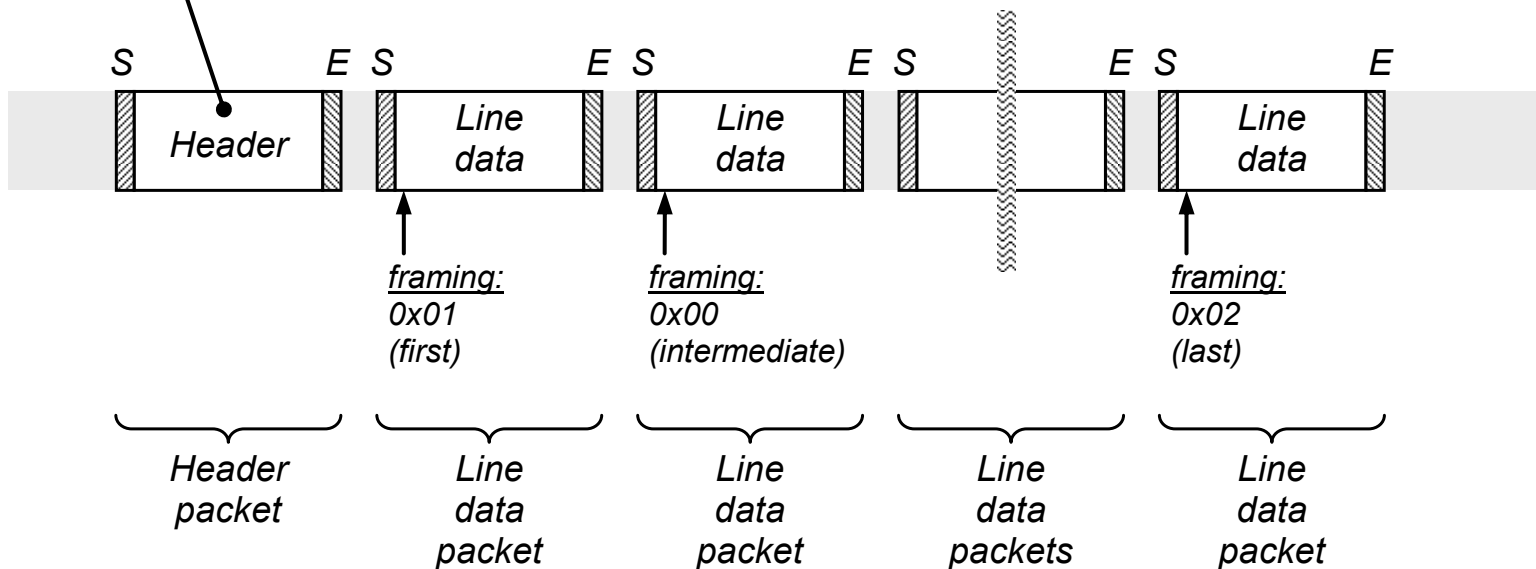 S E S E S E S E S E
Header
Line
data
Line
data
Line
data
framing:
0x01
(first)
framing:
0x00
(intermediate)
framing:
0x02
(last)
Header
packet
Line
data
packet
Line
data
packet
Line
data
packets
Line
data
packet